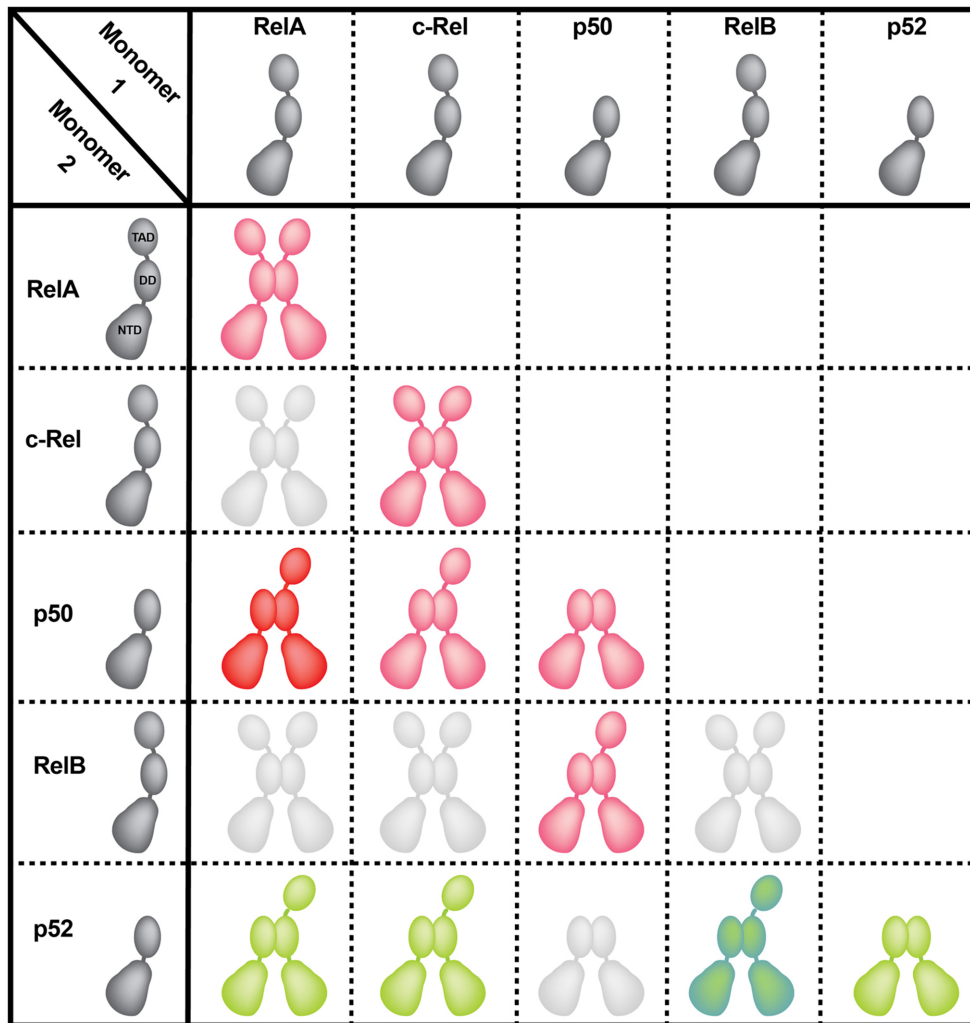 Monomer
1
Monomer
2
RelA
c-Rel
p50
RelB
p52
RelA
TAD
DD
NTD
c-Rel
p50
RelB
p52